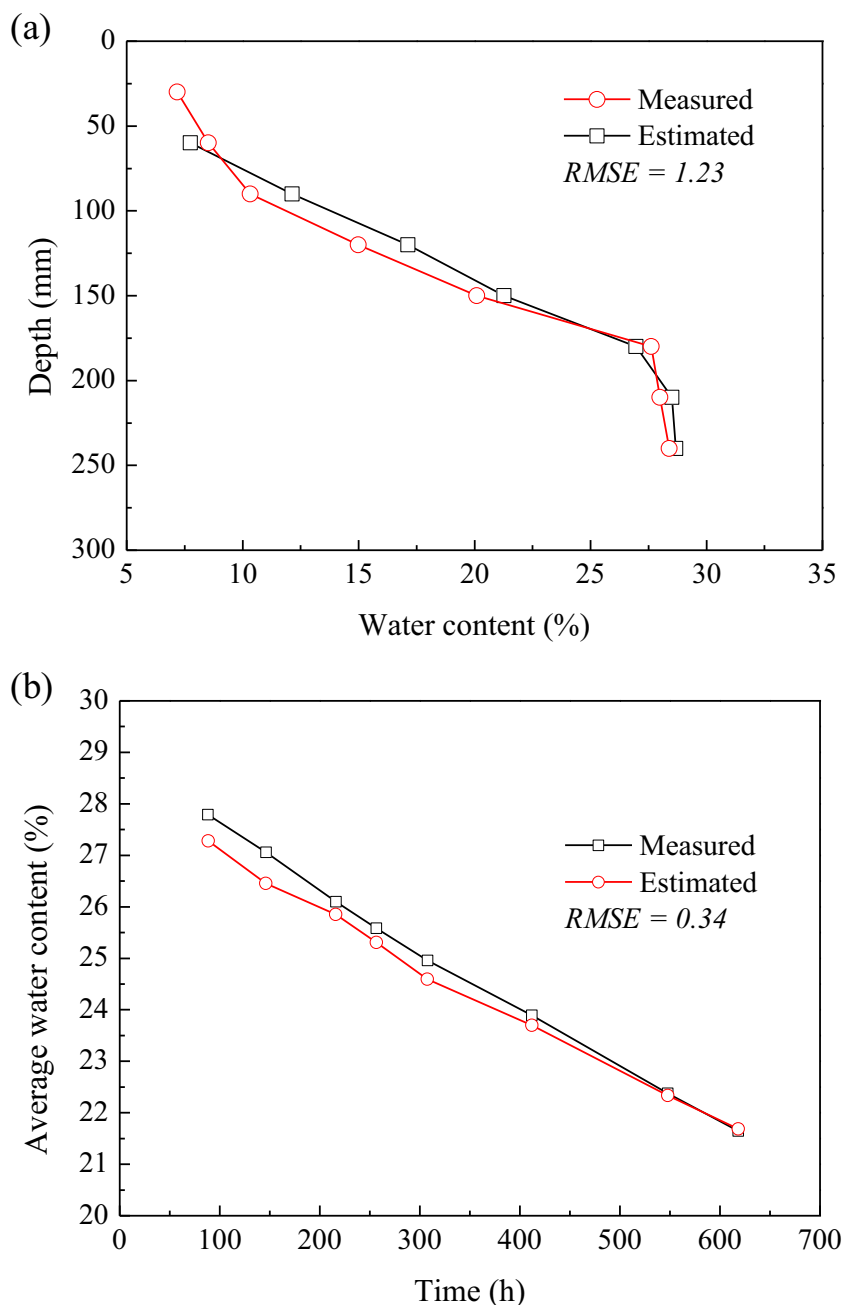 (a)
0
50
100
150
200
250
300
Depth (mm)
Measured
Estimated
RMSE = 1.23
5 10 15 20 25 30 35
Water content (%)
(b)
30
29
28
27
26
25
24
23
22
21
20
Average water content (%)
Measured
Estimated
RMSE = 0.34
0 100 200 300 400 500 600 700
Time (h)